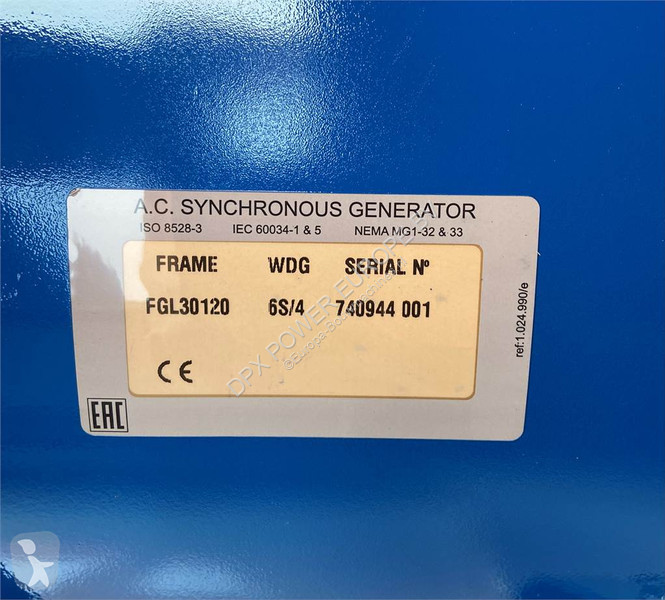 A.C. SYNCHRONOUS GENERATOR
ISO 8528-3 IEC 60034-1 & 5 NEMA MG1-32 & 33
FRAME WDG SERIAL Nº
FGL30120 6S/4 740944 001
CE
EAC
ref:1.024.990/e
DPX POWER EUROPE B.V.